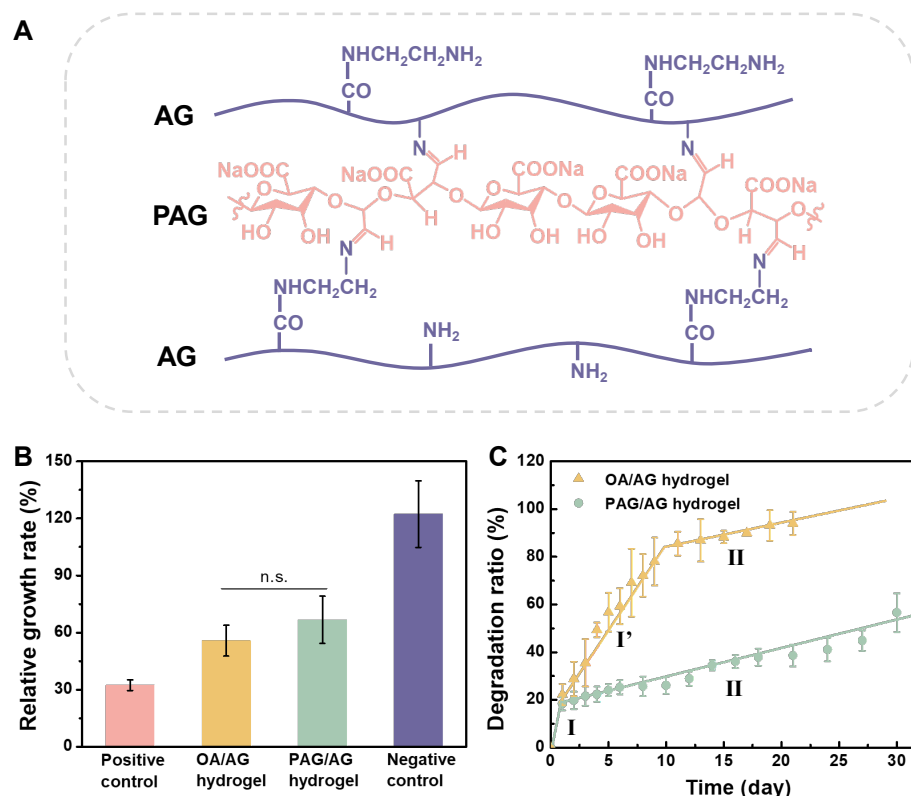 A
NHCH₂CH₂NH₂
NHCH₂CH₂NH₂
CO
CO
AG
N
H
N
H
NaOOC
NaOOC
COONa
COONa
COONa
PAG
O
O
O
O
O
O
O
O
O
O
O
H
H
HO
OH
HO
OH
HO
OH
H
N
N
NHCH₂CH₂
NHCH₂CH₂
CO
CO
NH₂
AG
NH₂
B
Relative growth rate (%)
150
120
90
60
30
0
n.s.
Positive control
OA/AG hydrogel
PAG/AG hydrogel
Negative control
C
Degradation ratio (%)
120
100
80
60
40
20
0
OA/AG hydrogel
PAG/AG hydrogel
II
I’
II
I
0
5
10
15
20
25
30
Time (day)